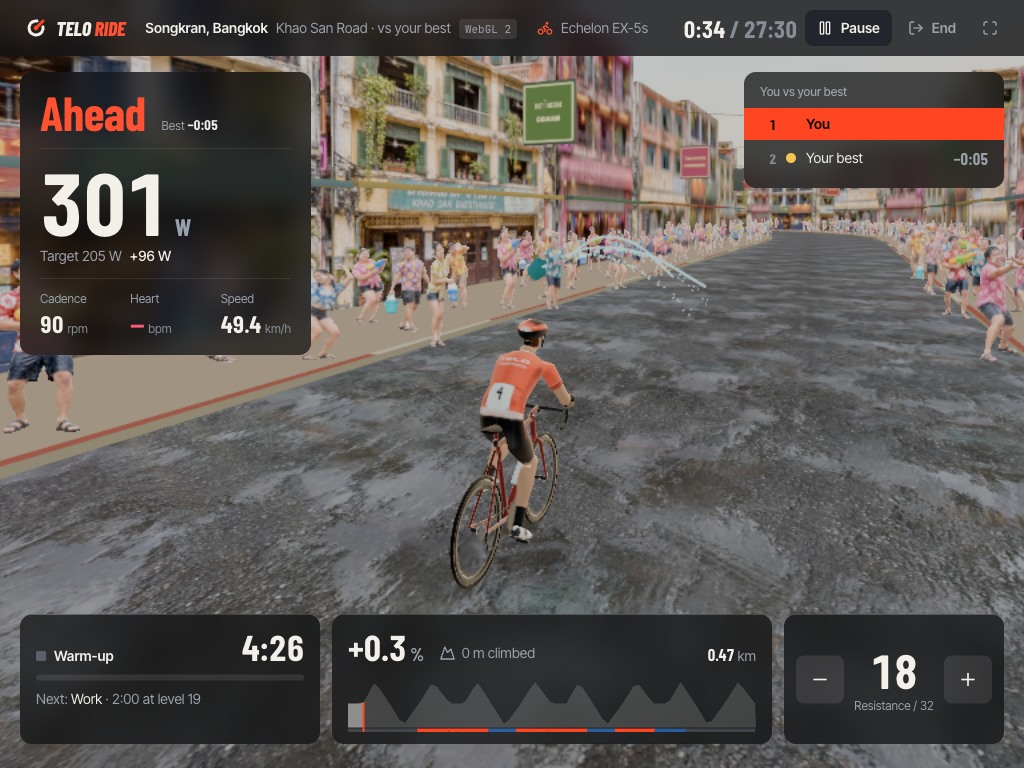 TELO RIDE
Songkran, Bangkok Khao San Road · vs your best WebGL 2
Echelon EX-5s
0:34 / 27:30
Pause
End
Ahead Best −0:05
301 W
Target 205 W +96 W
Cadence Heart Speed
90 rpm – bpm 49.4 km/h
You vs your best
1 You
2 Your best −0:05
KHAO SAN GUESTHOUSE
4
Warm-up 4:26
Next: Work · 2:00 at level 19
+0.3 % 0 m climbed 0.47 km
− 18 +
Resistance / 32